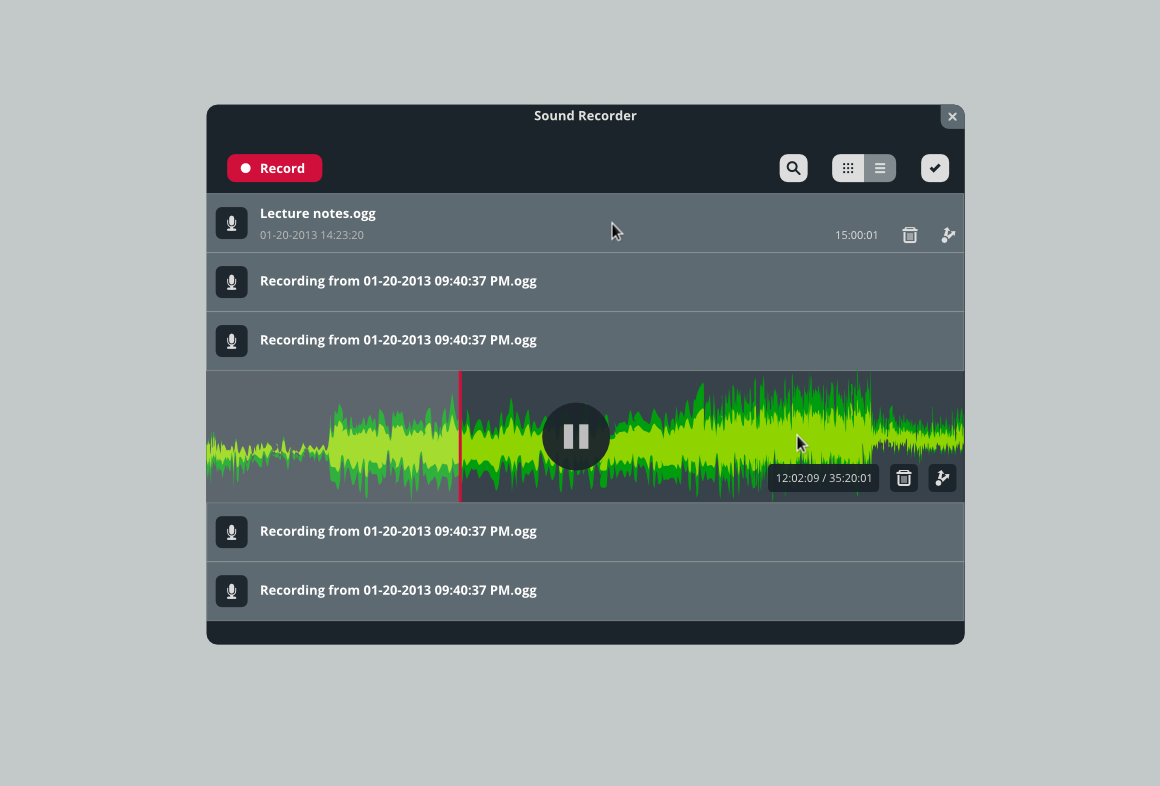 Sound Recorder
Record
Lecture notes.ogg
01-20-2013 14:23:20
15:00:01
Recording from 01-20-2013 09:40:37 PM.ogg
Recording from 01-20-2013 09:40:37 PM.ogg
12:02:09 / 35:20:01
Recording from 01-20-2013 09:40:37 PM.ogg
Recording from 01-20-2013 09:40:37 PM.ogg